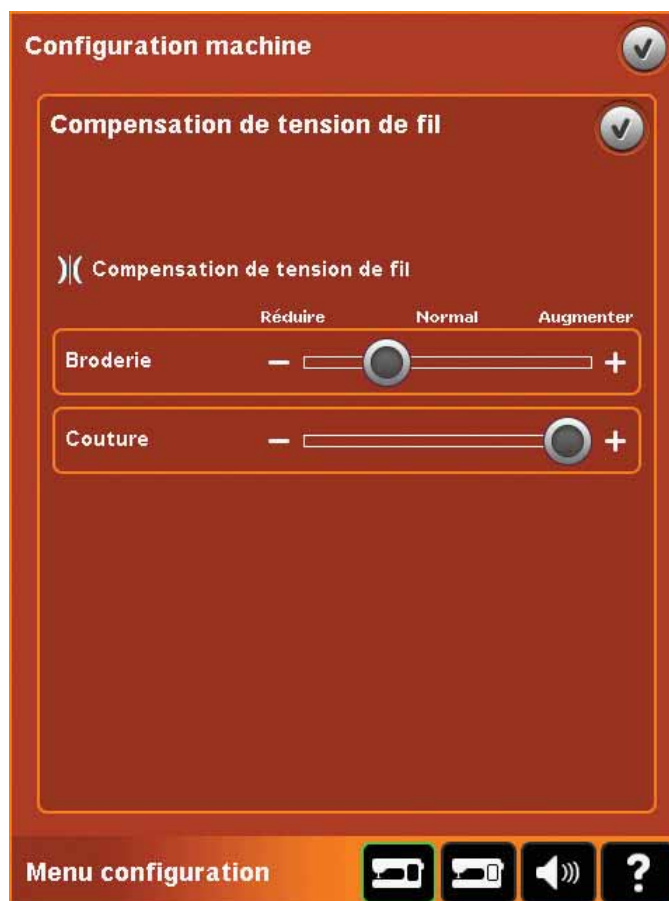 Configuration machine
Compensation de tension de fil
Compensation de tension de fil
Réduire Normal Augmenter
Broderie − +
Couture − +
Menu configuration ?